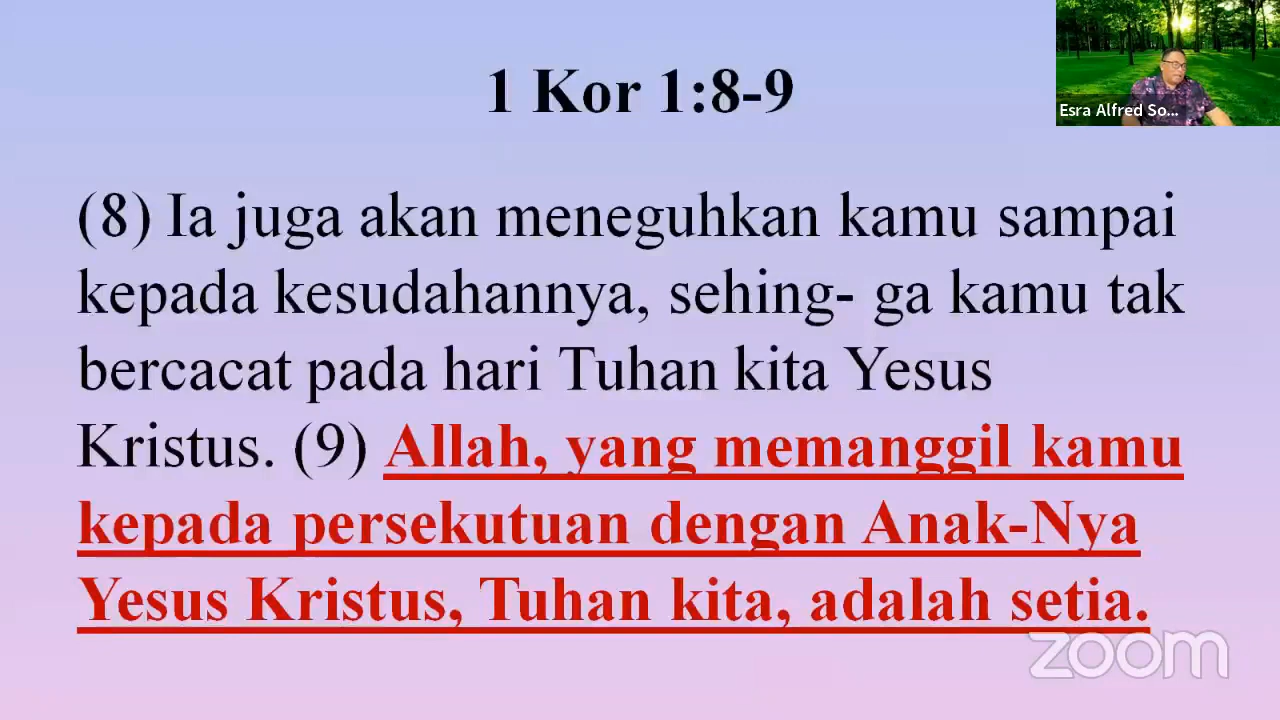 1 Kor 1:8-9
Esra Alfred So...
(8) Ia juga akan meneguhkan kamu sampai
kepada kesudahannya, sehing- ga kamu tak
bercacat pada hari Tuhan kita Yesus
Kristus. (9) Allah, yang memanggil kamu
kepada persekutuan dengan Anak-Nya
Yesus Kristus, Tuhan kita, adalah setia.
zoom